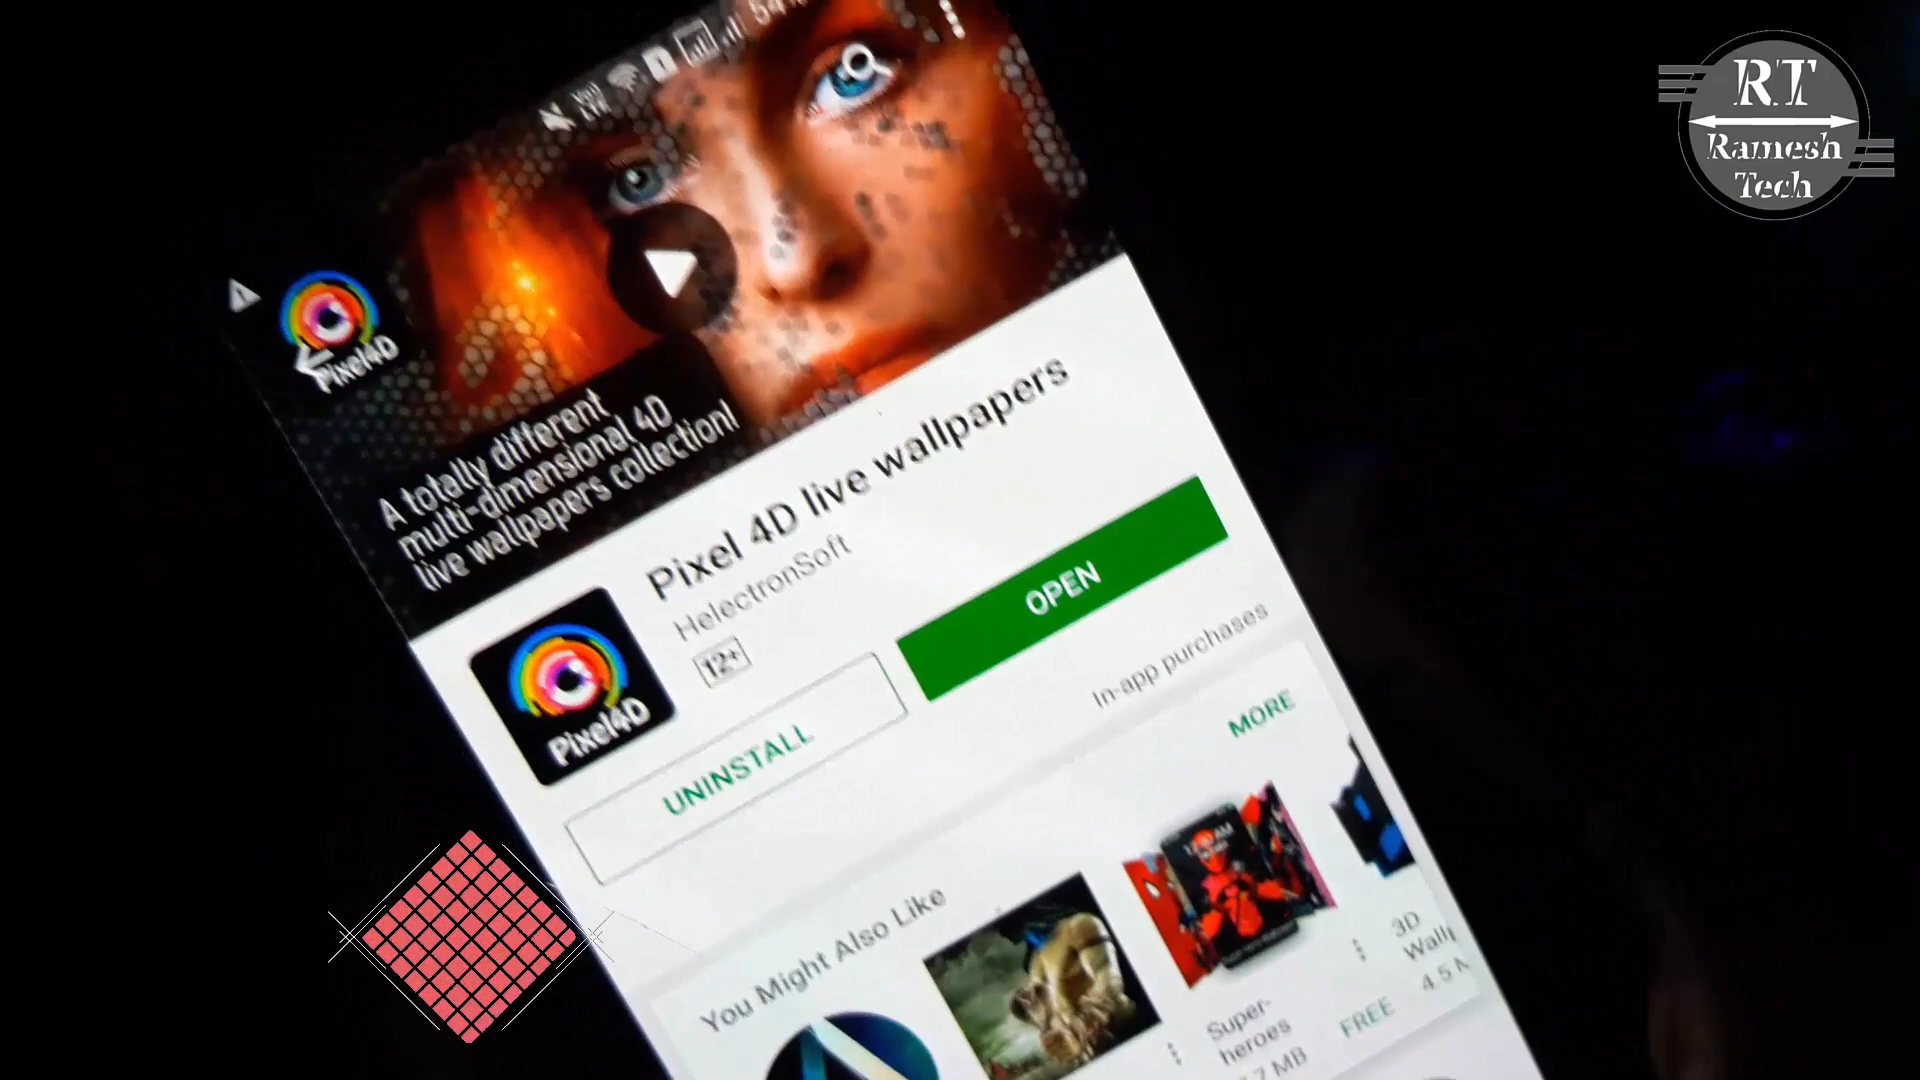 RT
Ramesh
Tech
Pixel4D
A totally different
multi-dimensional 4D
live wallpapers collection!
Pixel 4D live wallpapers
HelectronSoft
12+
Pixel4D
UNINSTALL
OPEN
In-app purchases
You Might Also Like
MORE
Super-
heroes
FREE
3D